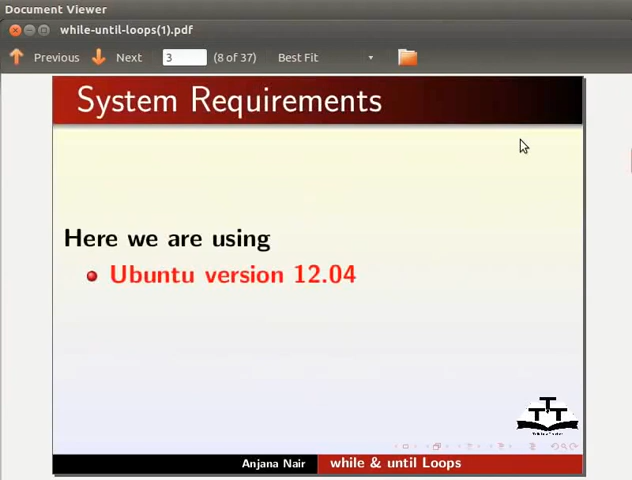 Document Viewer
while-until-loops(1).pdf
Previous Next 3 (8 of 37) Best Fit
System Requirements
Here we are using
Ubuntu version 12.04
Anjana Nair while & until Loops